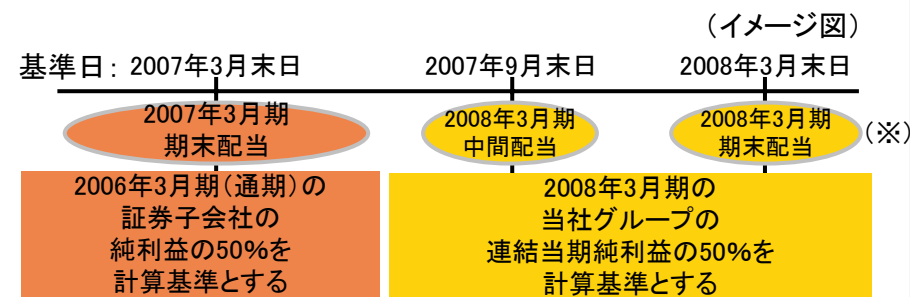 (イメージ図)
基準日: 2007年3月末日 2007年9月末日 2008年3月末日
2007年3月期
期末配当
2008年3月期
中間配当
2008年3月期
期末配当
(※)
2006年3月期(通期)の
証券子会社の
純利益の50%を
計算基準とする
2008年3月期の
当社グループの
連結当期純利益の50%を
計算基準とする